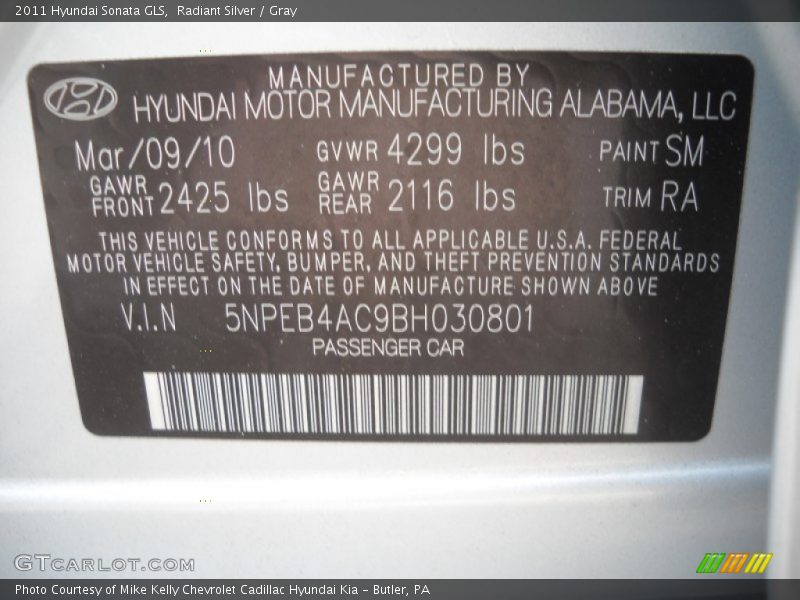 2011 Hyundai Sonata GLS, Radiant Silver / Gray
MANUFACTURED BY
HYUNDAI MOTOR MANUFACTURING ALABAMA, LLC
Mar/09/10 GVWR 4299 lbs PAINT SM
GAWR FRONT 2425 lbs GAWR REAR 2116 lbs TRIM RA
THIS VEHICLE CONFORMS TO ALL APPLICABLE U.S.A. FEDERAL
MOTOR VEHICLE SAFETY, BUMPER, AND THEFT PREVENTION STANDARDS
IN EFFECT ON THE DATE OF MANUFACTURE SHOWN ABOVE
V.I.N 5NPEB4AC9BH030801
PASSENGER CAR
GTCARLOT.COM
Photo Courtesy of Mike Kelly Chevrolet Cadillac Hyundai Kia - Butler, PA